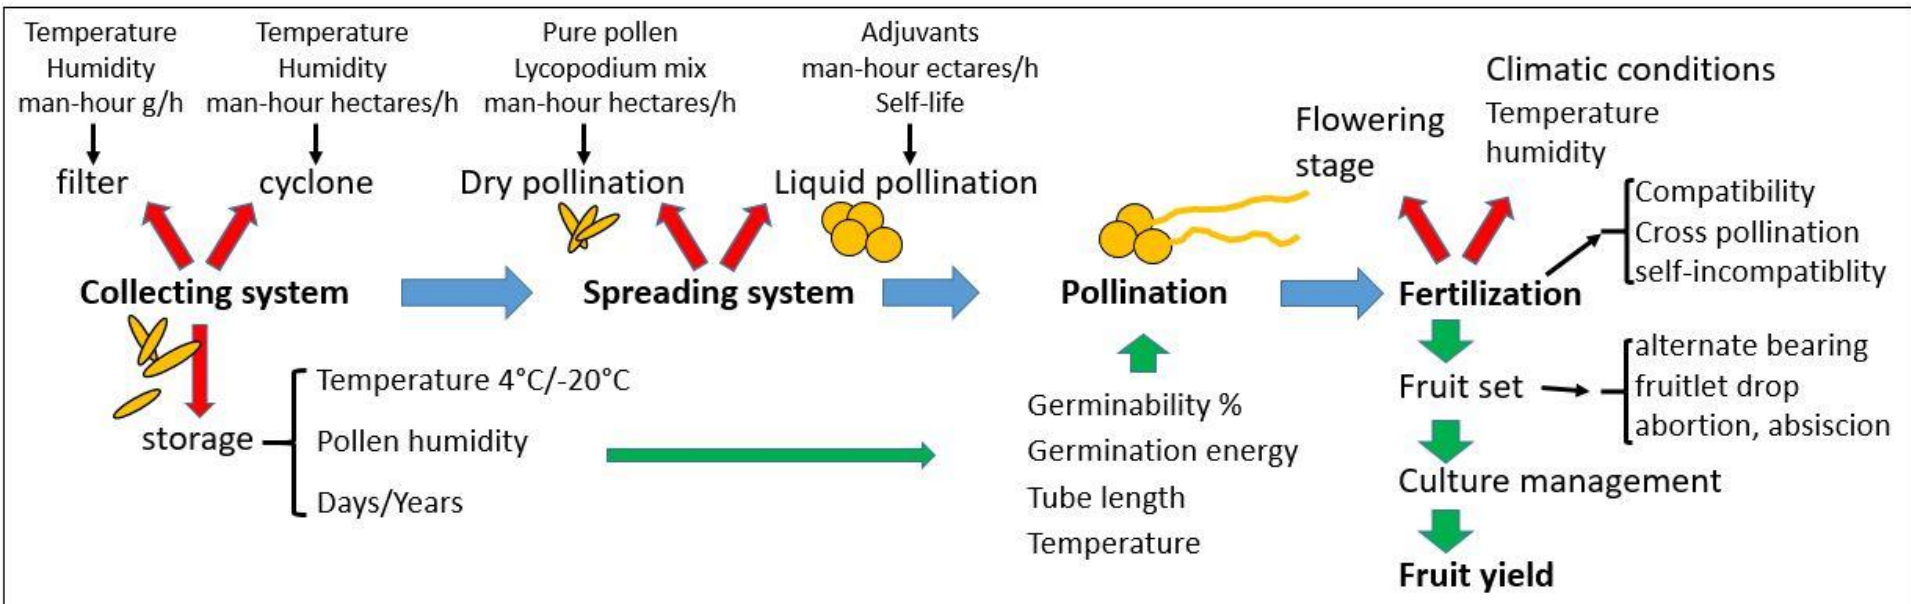 Temperature
Humidity
man-hour g/h
Temperature
Humidity
man-hour hectares/h
Pure pollen
Lycopodium mix
man-hour hectares/h
Adjuvants
man-hour ectares/h
Self-life
Climatic conditions
Temperature
humidity
Flowering
stage
filter
cyclone
Dry pollination
Liquid pollination
Compatibility
Cross pollination
self-incompatiblity
Collecting system
Spreading system
Pollination
Fertilization
storage
Temperature 4°C/-20°C
Pollen humidity
Days/Years
Germinability %
Germination energy
Tube length
Temperature
Fruit set
alternate bearing
fruitlet drop
abortion, absiscion
Culture management
Fruit yield